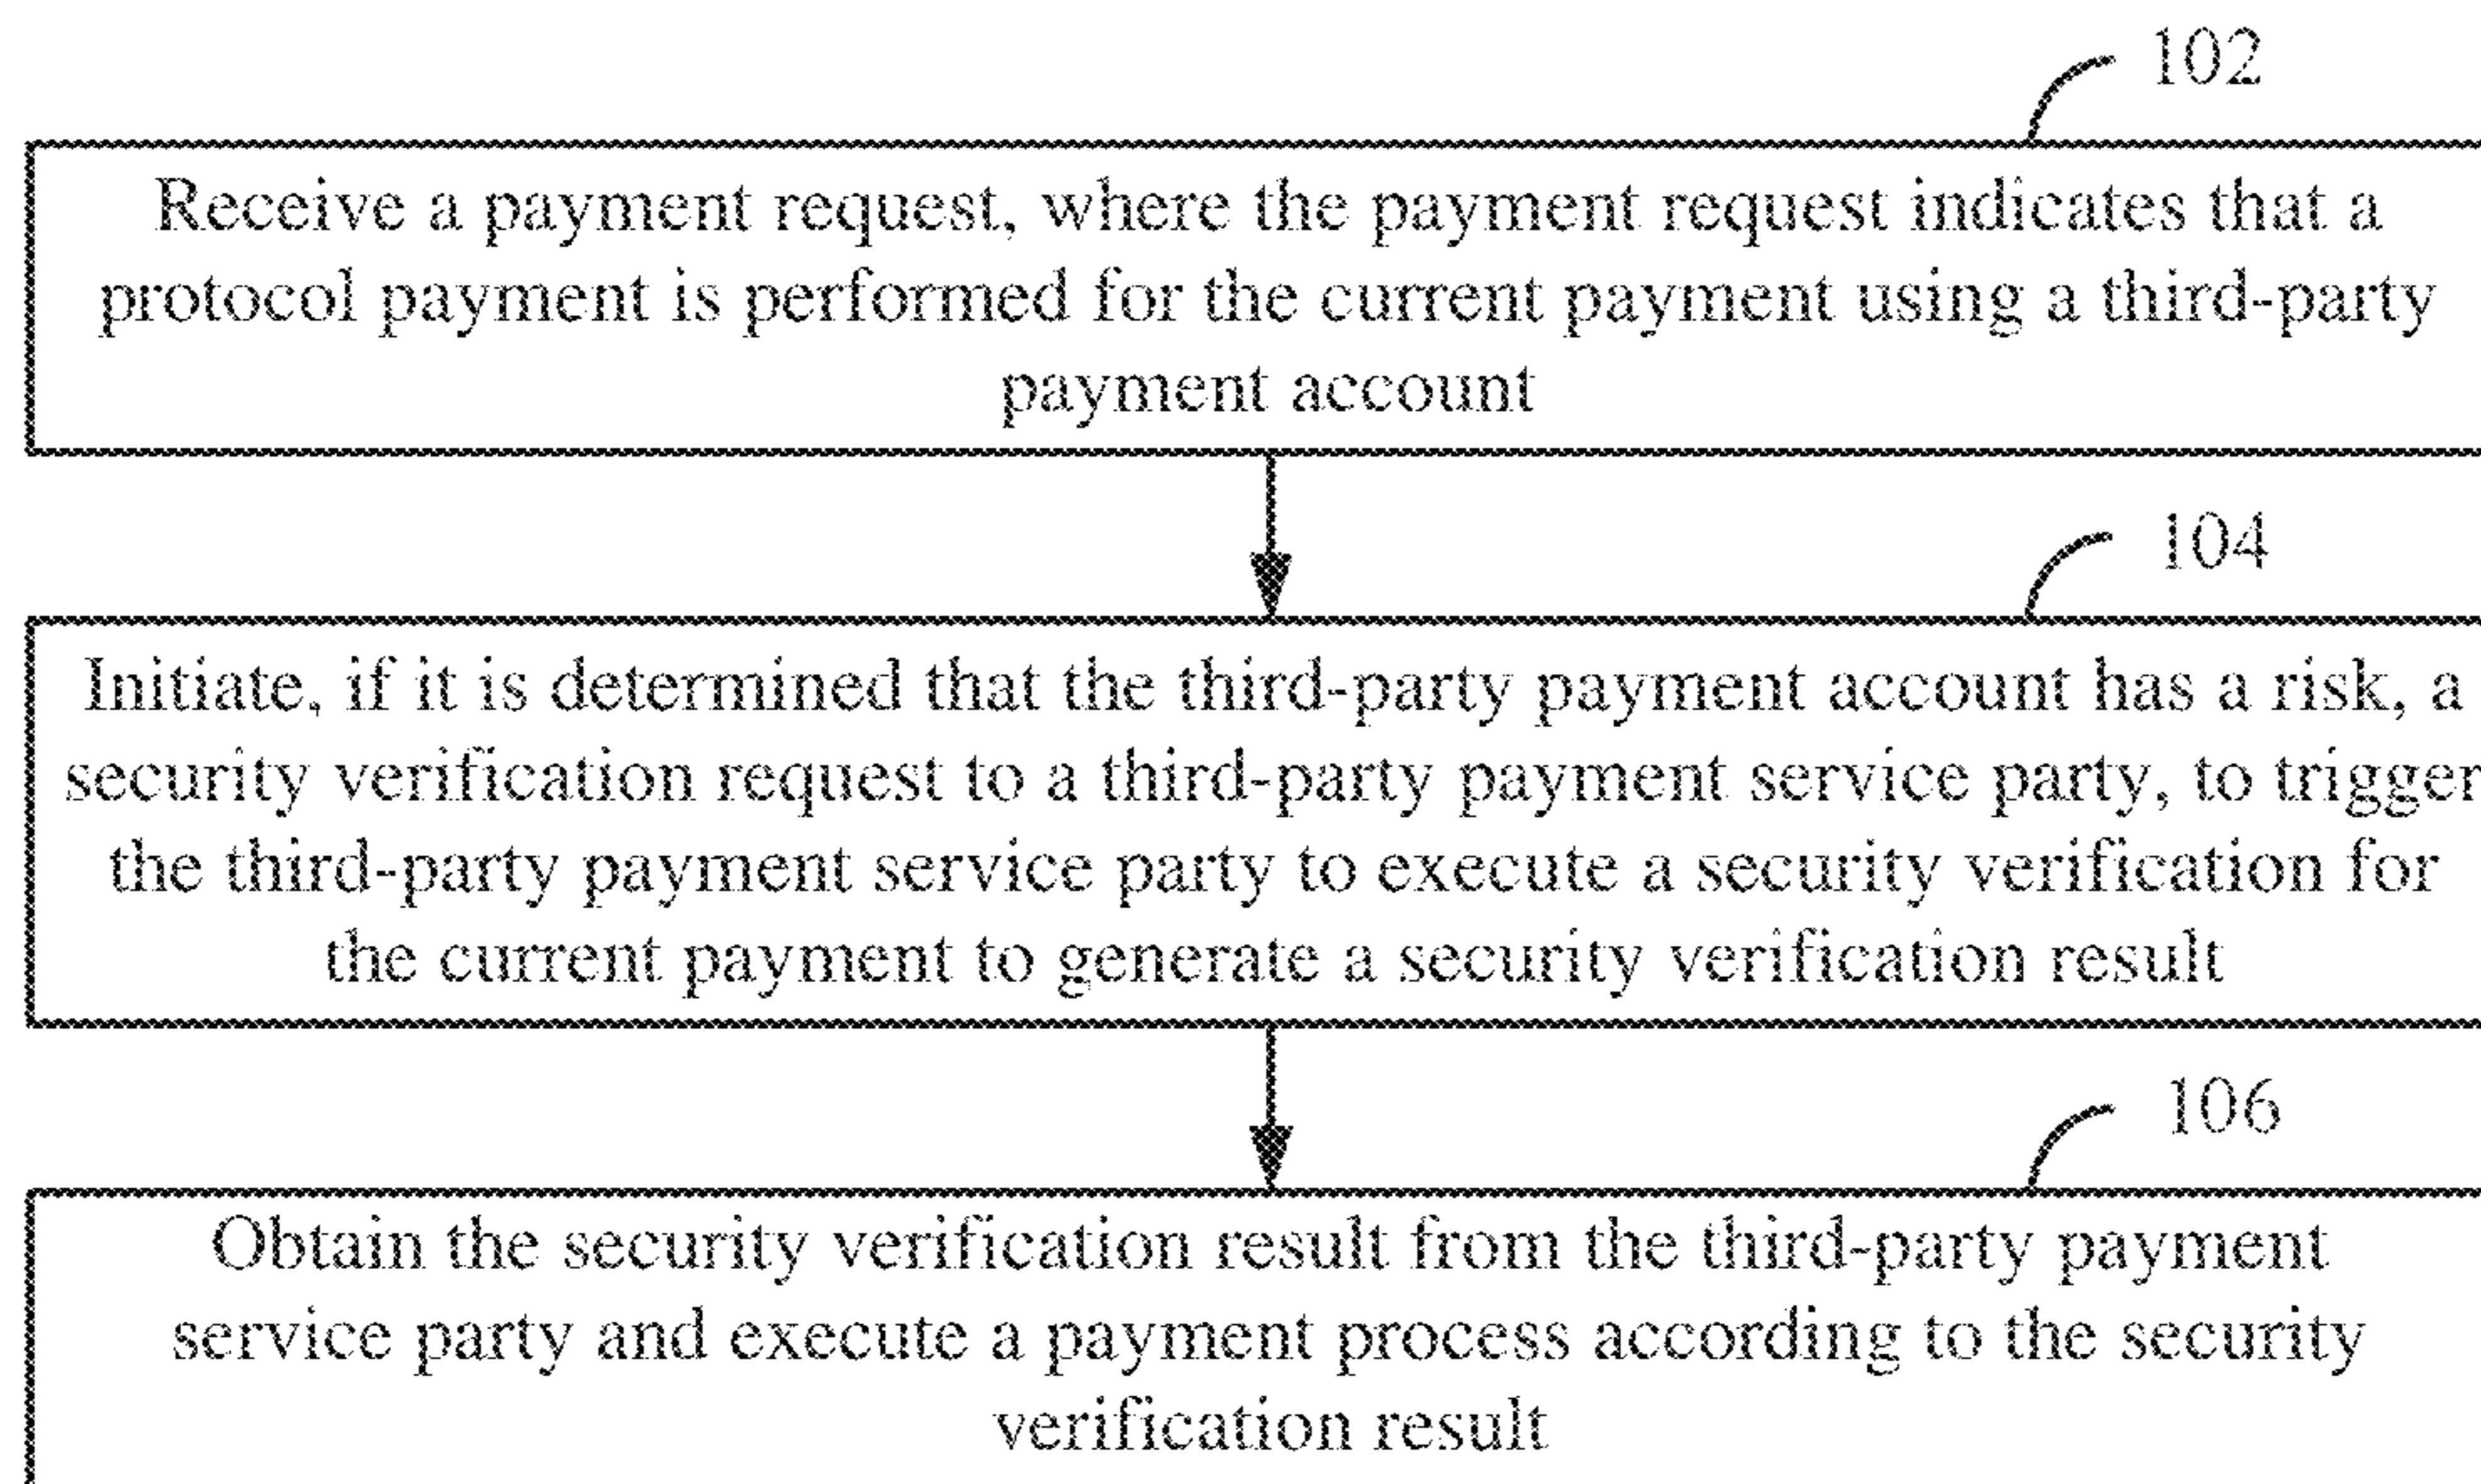 102
Receive a payment request, where the payment request indicates that a
protocol payment is performed for the current payment using a third-party
payment account
104
Initiate, if it is determined that the third-party payment account has a risk, a
security verification request to a third-party payment service party, to trigger
the third-party payment service party to execute a security verification for
the current payment to generate a security verification result
106
Obtain the security verification result from the third-party payment
service party and execute a payment process according to the security
verification result